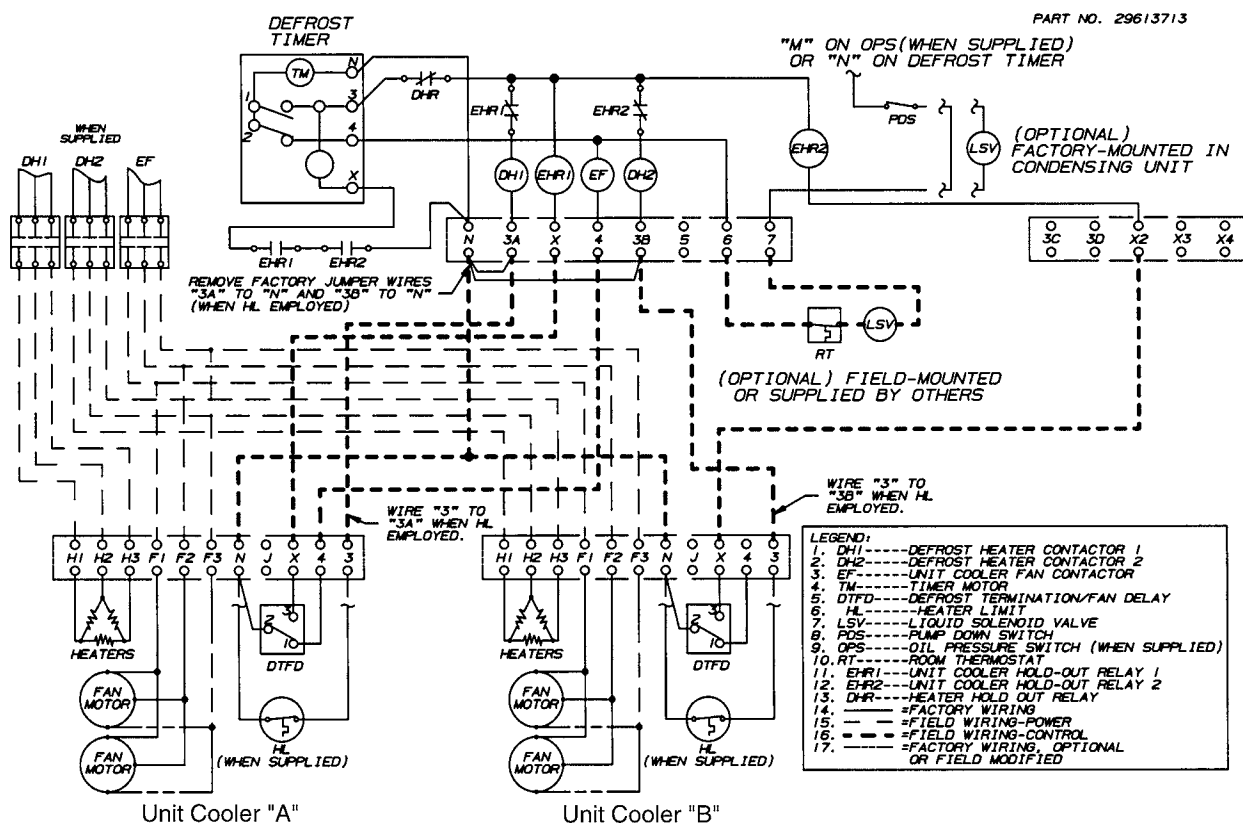 PART NO. 29613713
DEFROST
TIMER
"M" ON OPS (WHEN SUPPLIED)
OR "N" ON DEFROST TIMER
TM
N
1
3
2
4
X
DHR
EHR1
EHR2
PDS
WHEN
SUPPLIED
DH1 DH2 EF
DH1
EHR1
EF
DH2
EHR2
LSV
(OPTIONAL)
FACTORY-MOUNTED IN
CONDENSING UNIT
N 3A X 4 3B 5 6 7
3C 3D X2 X3 X4
EHR1 EHR2
REMOVE FACTORY JUMPER WIRES
"3A" TO "N" AND "3B" TO "N"
(WHEN HL EMPLOYED)
RT
LSV
(OPTIONAL) FIELD-MOUNTED
OR SUPPLIED BY OTHERS
WIRE "3" TO
"3A" WHEN HL
EMPLOYED.
WIRE "3" TO
"3B" WHEN HL
EMPLOYED.
H1 H2 H3 F1 F2 F3 N J X 4 3
H1 H2 H3 F1 F2 F3 N J X 4 3
3
2
1
HEATERS
DTFD
3
2
1
HEATERS
DTFD
FAN
MOTOR
FAN
MOTOR
HL
(WHEN SUPPLIED)
FAN
MOTOR
FAN
MOTOR
HL
(WHEN SUPPLIED)
LEGEND:
1. DH1-----DEFROST HEATER CONTACTOR 1
2. DH2-----DEFROST HEATER CONTACTOR 2
3. EF------UNIT COOLER FAN CONTACTOR
4. TM------TIMER MOTOR
5. DTFD----DEFROST TERMINATION/FAN DELAY
6. HL-----HEATER LIMIT
7. LSV-----LIQUID SOLENOID VALVE
8. PDS-----PUMP DOWN SWITCH
9. OPS-----OIL PRESSURE SWITCH (WHEN SUPPLIED)
10. RT------ROOM THERMOSTAT
11. EHR1----UNIT COOLER HOLD-OUT RELAY 1
12. EHR2----UNIT COOLER HOLD-OUT RELAY 2
13. DHR-----HEATER HOLD OUT RELAY
14. =FACTORY WIRING
15. =FIELD WIRING-POWER
16. =FIELD WIRING-CONTROL
17. =FACTORY WIRING, OPTIONAL
OR FIELD MODIFIED
Unit Cooler "A"
Unit Cooler "B"